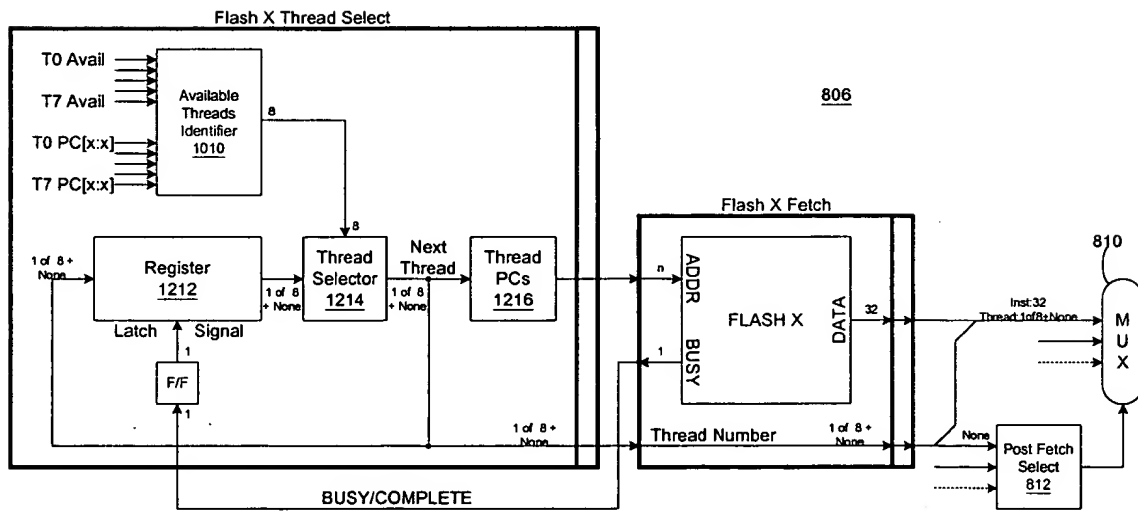 Flash X Thread Select
T0 Avail
T7 Avail
T0 PC[x:x]
T7 PC[x:x]
Available
Threads
Identifier
1010
8
806
8
1 of 8 +
None
Register
1212
Latch Signal
1 of 8
+ None
Thread
Selector
1214
Next
Thread
1 of 8
+ None
Thread
PCs
1216
1
F/F
1
1 of 8 +
None
BUSY/COMPLETE
Flash X Fetch
n
ADDR
FLASH X
DATA
32
BUSY
1
Thread Number
1 of 8 +
None
Inst:32
Thread:1of8+None
810
MUX
None
Post Fetch
Select
812